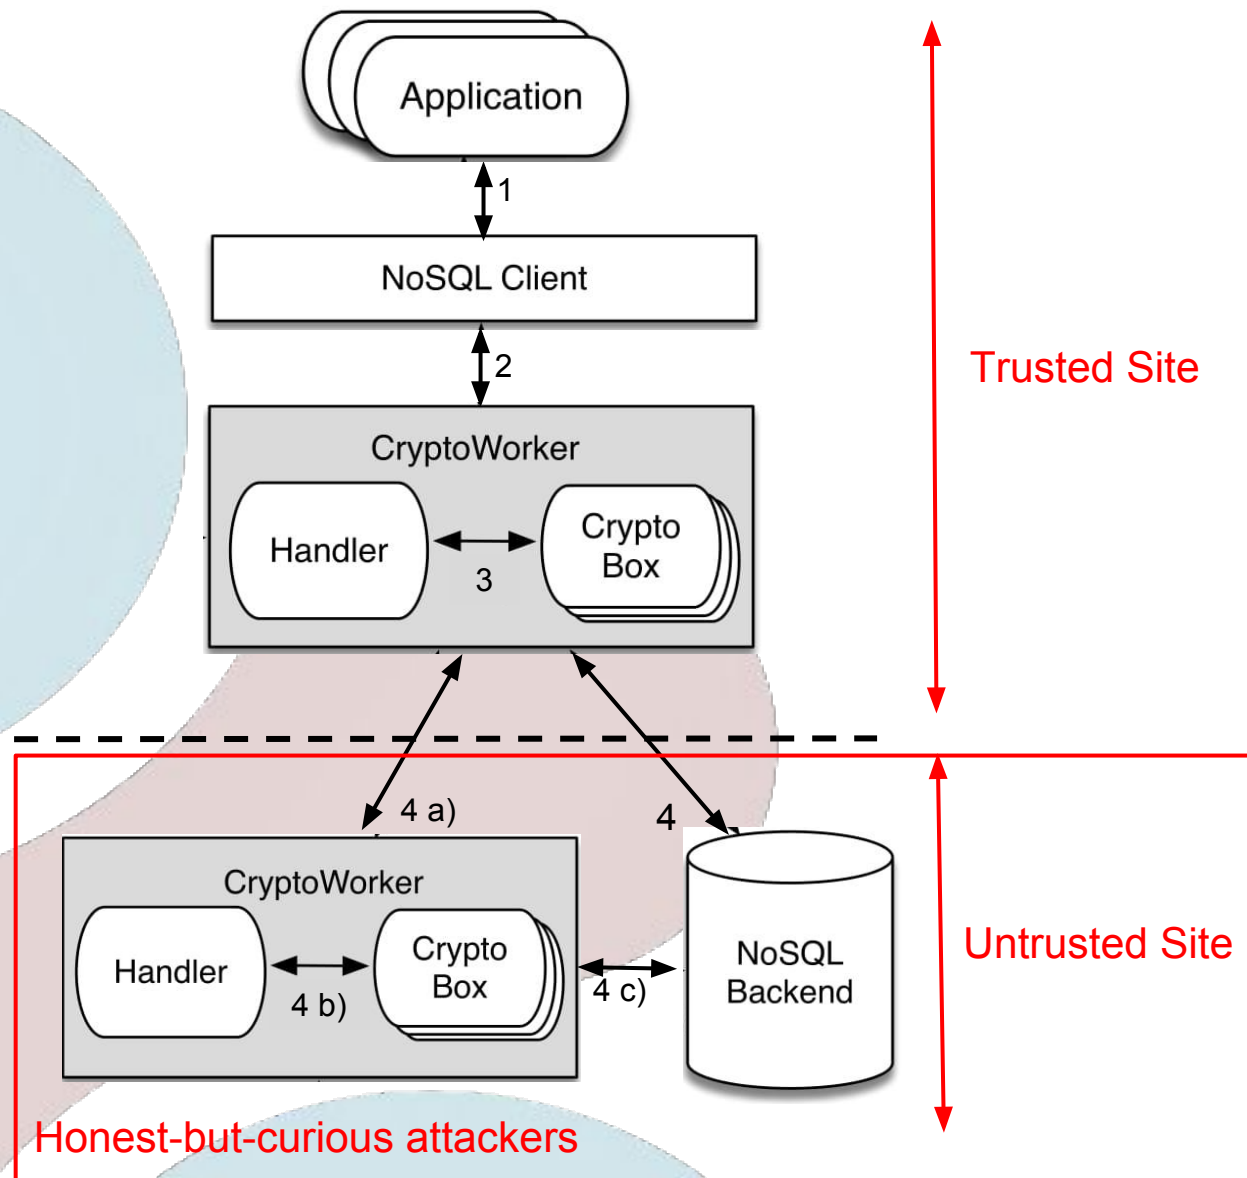 Application
1
NoSQL Client
2
Trusted Site
CryptoWorker
Handler
3
Crypto
Box
4 a)
4
CryptoWorker
Handler
4 b)
Crypto
Box
4 c)
NoSQL
Backend
Untrusted Site
Honest-but-curious attackers